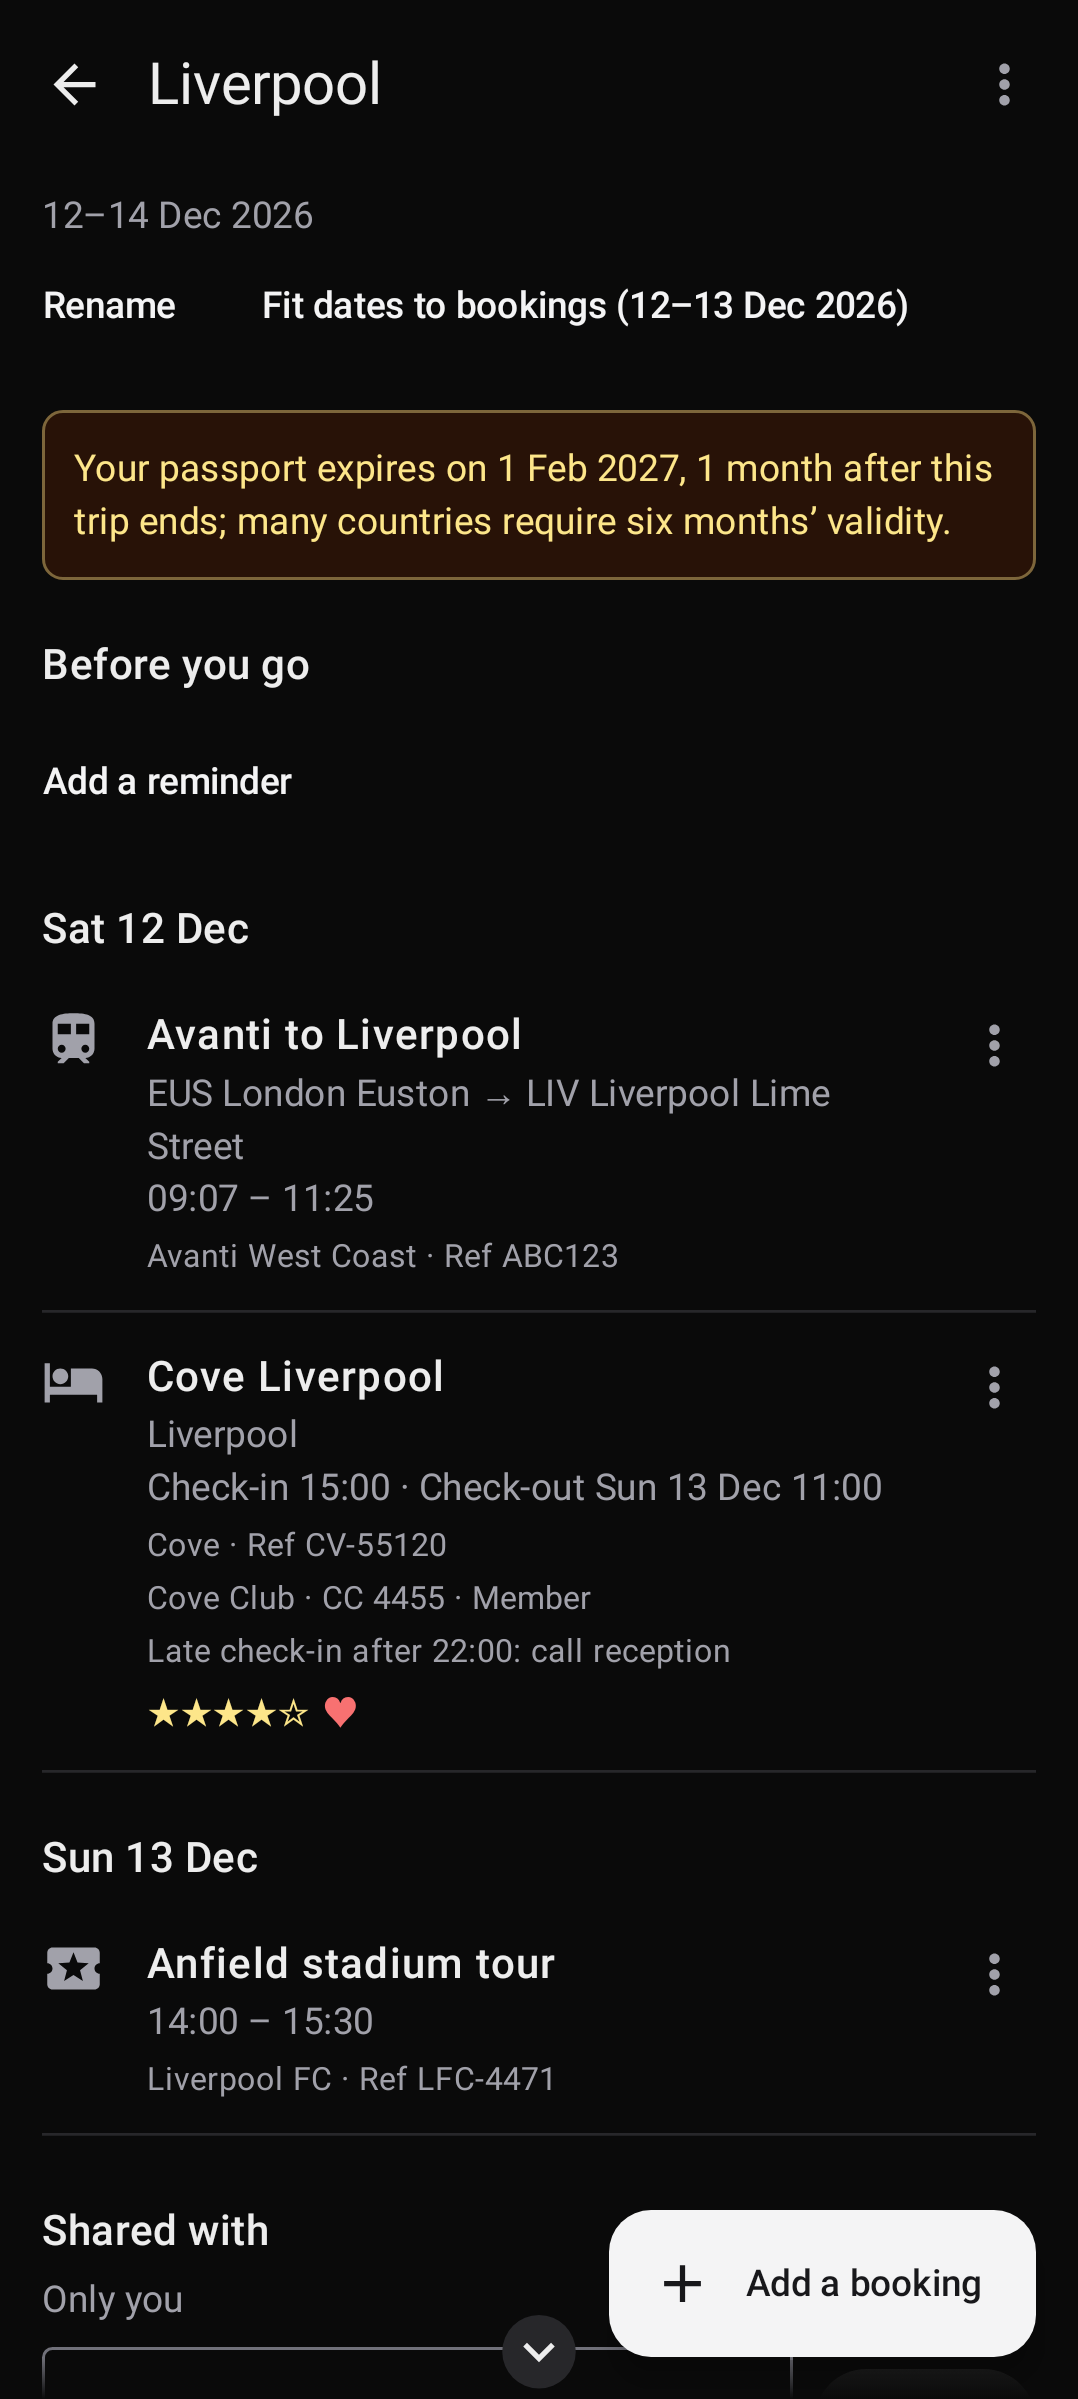 Liverpool
12–14 Dec 2026
Rename Fit dates to bookings (12–13 Dec 2026)
Your passport expires on 1 Feb 2027, 1 month after this
trip ends; many countries require six months’ validity.
Before you go
Add a reminder
Sat 12 Dec
Avanti to Liverpool
EUS London Euston → LIV Liverpool Lime
Street
09:07 – 11:25
Avanti West Coast · Ref ABC123
Cove Liverpool
Liverpool
Check-in 15:00 · Check-out Sun 13 Dec 11:00
Cove · Ref CV-55120
Cove Club · CC 4455 · Member
Late check-in after 22:00: call reception
★★★★☆ ♥
Sun 13 Dec
Anfield stadium tour
14:00 – 15:30
Liverpool FC · Ref LFC-4471
Shared with
Only you
Add a booking